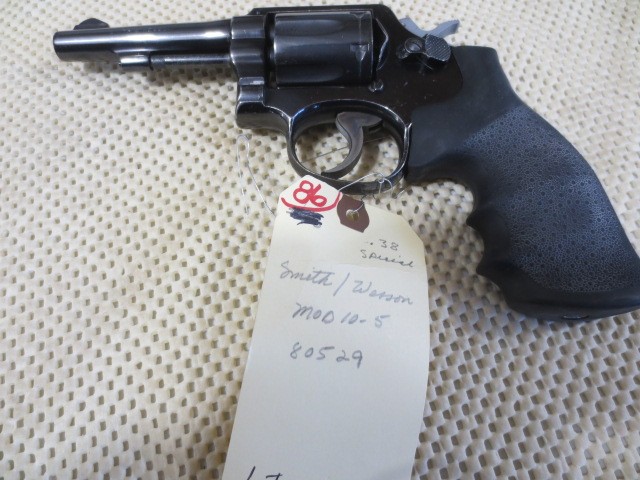 86
.38
Special
Smith / Wesson
MOD 10-5
80529